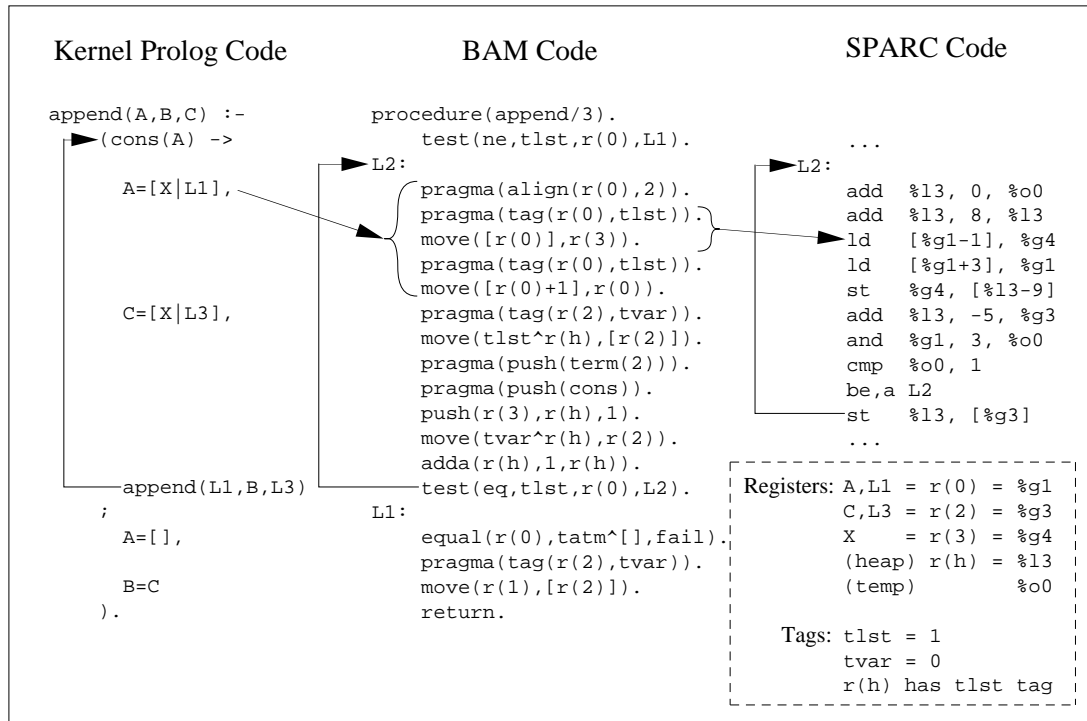 Kernel Prolog Code
append(A,B,C) :-
(cons(A) ->
A=[X|L1],
C=[X|L3],
append(L1,B,L3)
;
A=[],
B=C
).
BAM Code
procedure(append/3).
test(ne,tlst,r(0),L1).
L2:
pragma(align(r(0),2)).
pragma(tag(r(0),tlst)).
move([r(0)],r(3)).
pragma(tag(r(0),tlst)).
move([r(0)+1],r(0)).
pragma(tag(r(2),tvar)).
move(tlst^r(h),[r(2)]).
pragma(push(term(2))).
pragma(push(cons)).
push(r(3),r(h),1).
move(tvar^r(h),r(2)).
adda(r(h),1,r(h)).
test(eq,tlst,r(0),L2).
L1:
equal(r(0),tatm^[],fail).
pragma(tag(r(2),tvar)).
move(r(1),[r(2)]).
return.
SPARC Code
...
L2:
add %l3, 0, %o0
add %l3, 8, %l3
ld [%g1-1], %g4
ld [%g1+3], %g1
st %g4, [%l3-9]
add %l3, -5, %g3
and %g1, 3, %o0
cmp %o0, 1
be,a L2
st %l3, [%g3]
...
Registers: A,L1 = r(0) = %g1
C,L3 = r(2) = %g3
X = r(3) = %g4
(heap) r(h) = %l3
(temp) %o0
Tags: tlst = 1
tvar = 0
r(h) has tlst tag